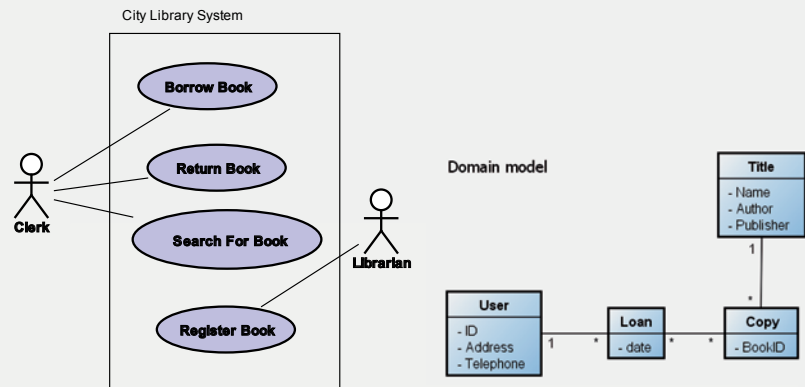 City Library System
Borrow Book
Return Book
Clerk
Search For Book
Librarian
Register Book
Domain model
Title
- Name
- Author
- Publisher
1
*
User
- ID
- Address
- Telephone
1
*
Loan
- date
*
*
Copy
- BookID